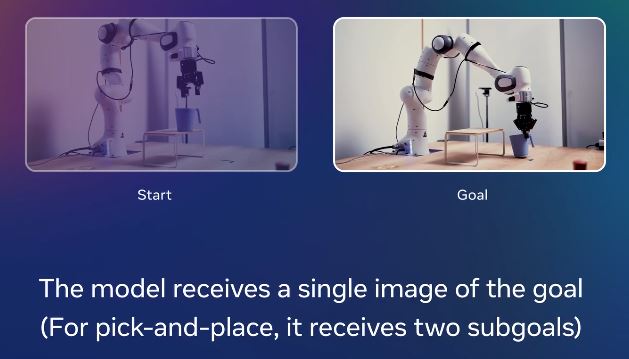 Start
Goal
The model receives a single image of the goal
(For pick-and-place, it receives two subgoals)